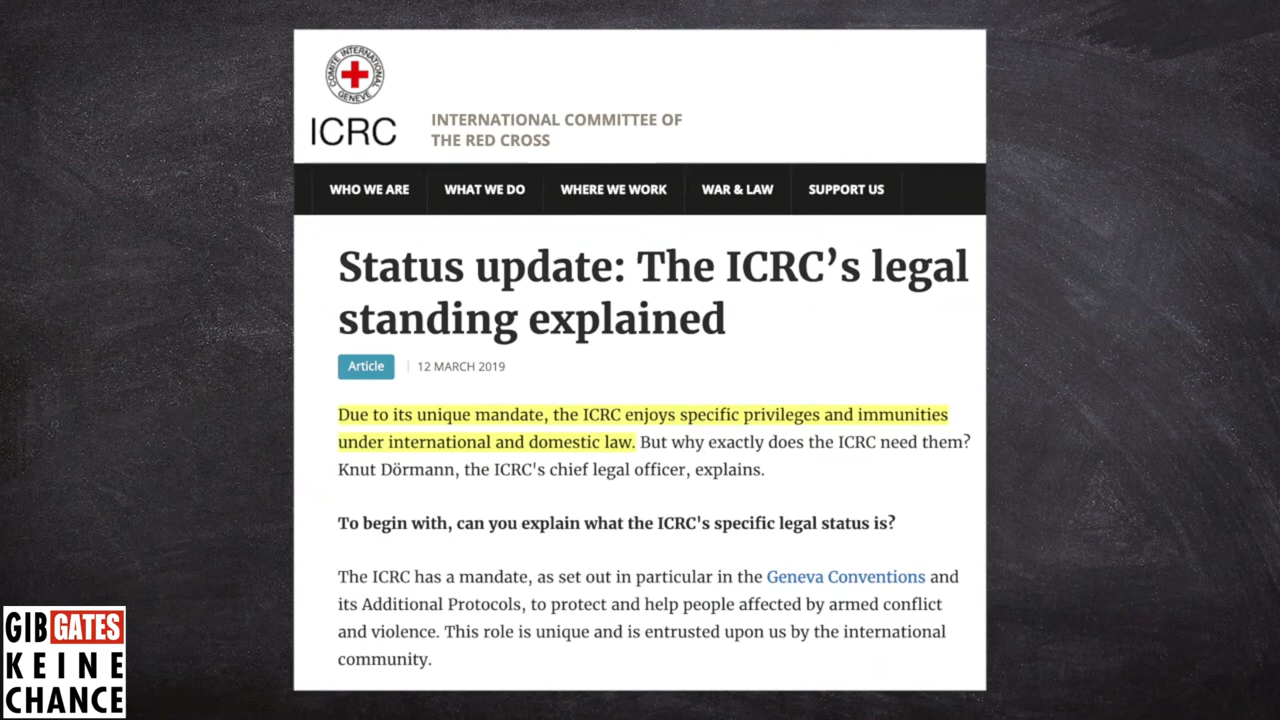 COMITÉ INTERNATIONAL
GENEVE
ICRC
INTERNATIONAL COMMITTEE OF
THE RED CROSS
WHO WE ARE
WHAT WE DO
WHERE WE WORK
WAR & LAW
SUPPORT US
Status update: The ICRC’s legal
standing explained
Article
12 MARCH 2019
Due to its unique mandate, the ICRC enjoys specific privileges and immunities
under international and domestic law. But why exactly does the ICRC need them?
Knut Dörmann, the ICRC's chief legal officer, explains.
To begin with, can you explain what the ICRC's specific legal status is?
The ICRC has a mandate, as set out in particular in the Geneva Conventions and
its Additional Protocols, to protect and help people affected by armed conflict
and violence. This role is unique and is entrusted upon us by the international
community.
GIB GATES
KEINE
CHANCE